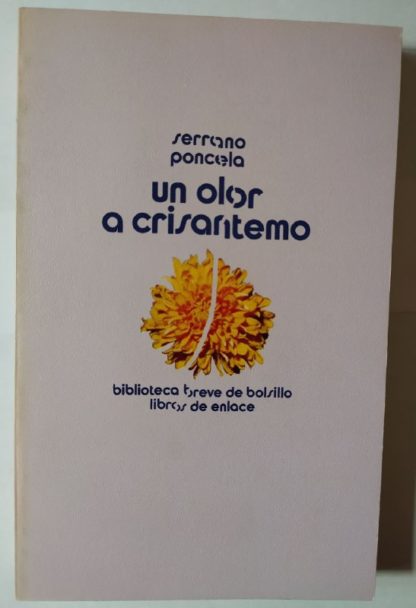 serrano
poncela
un olor
a crisantemo
biblioteca breve de bolsillo
libros de enlace